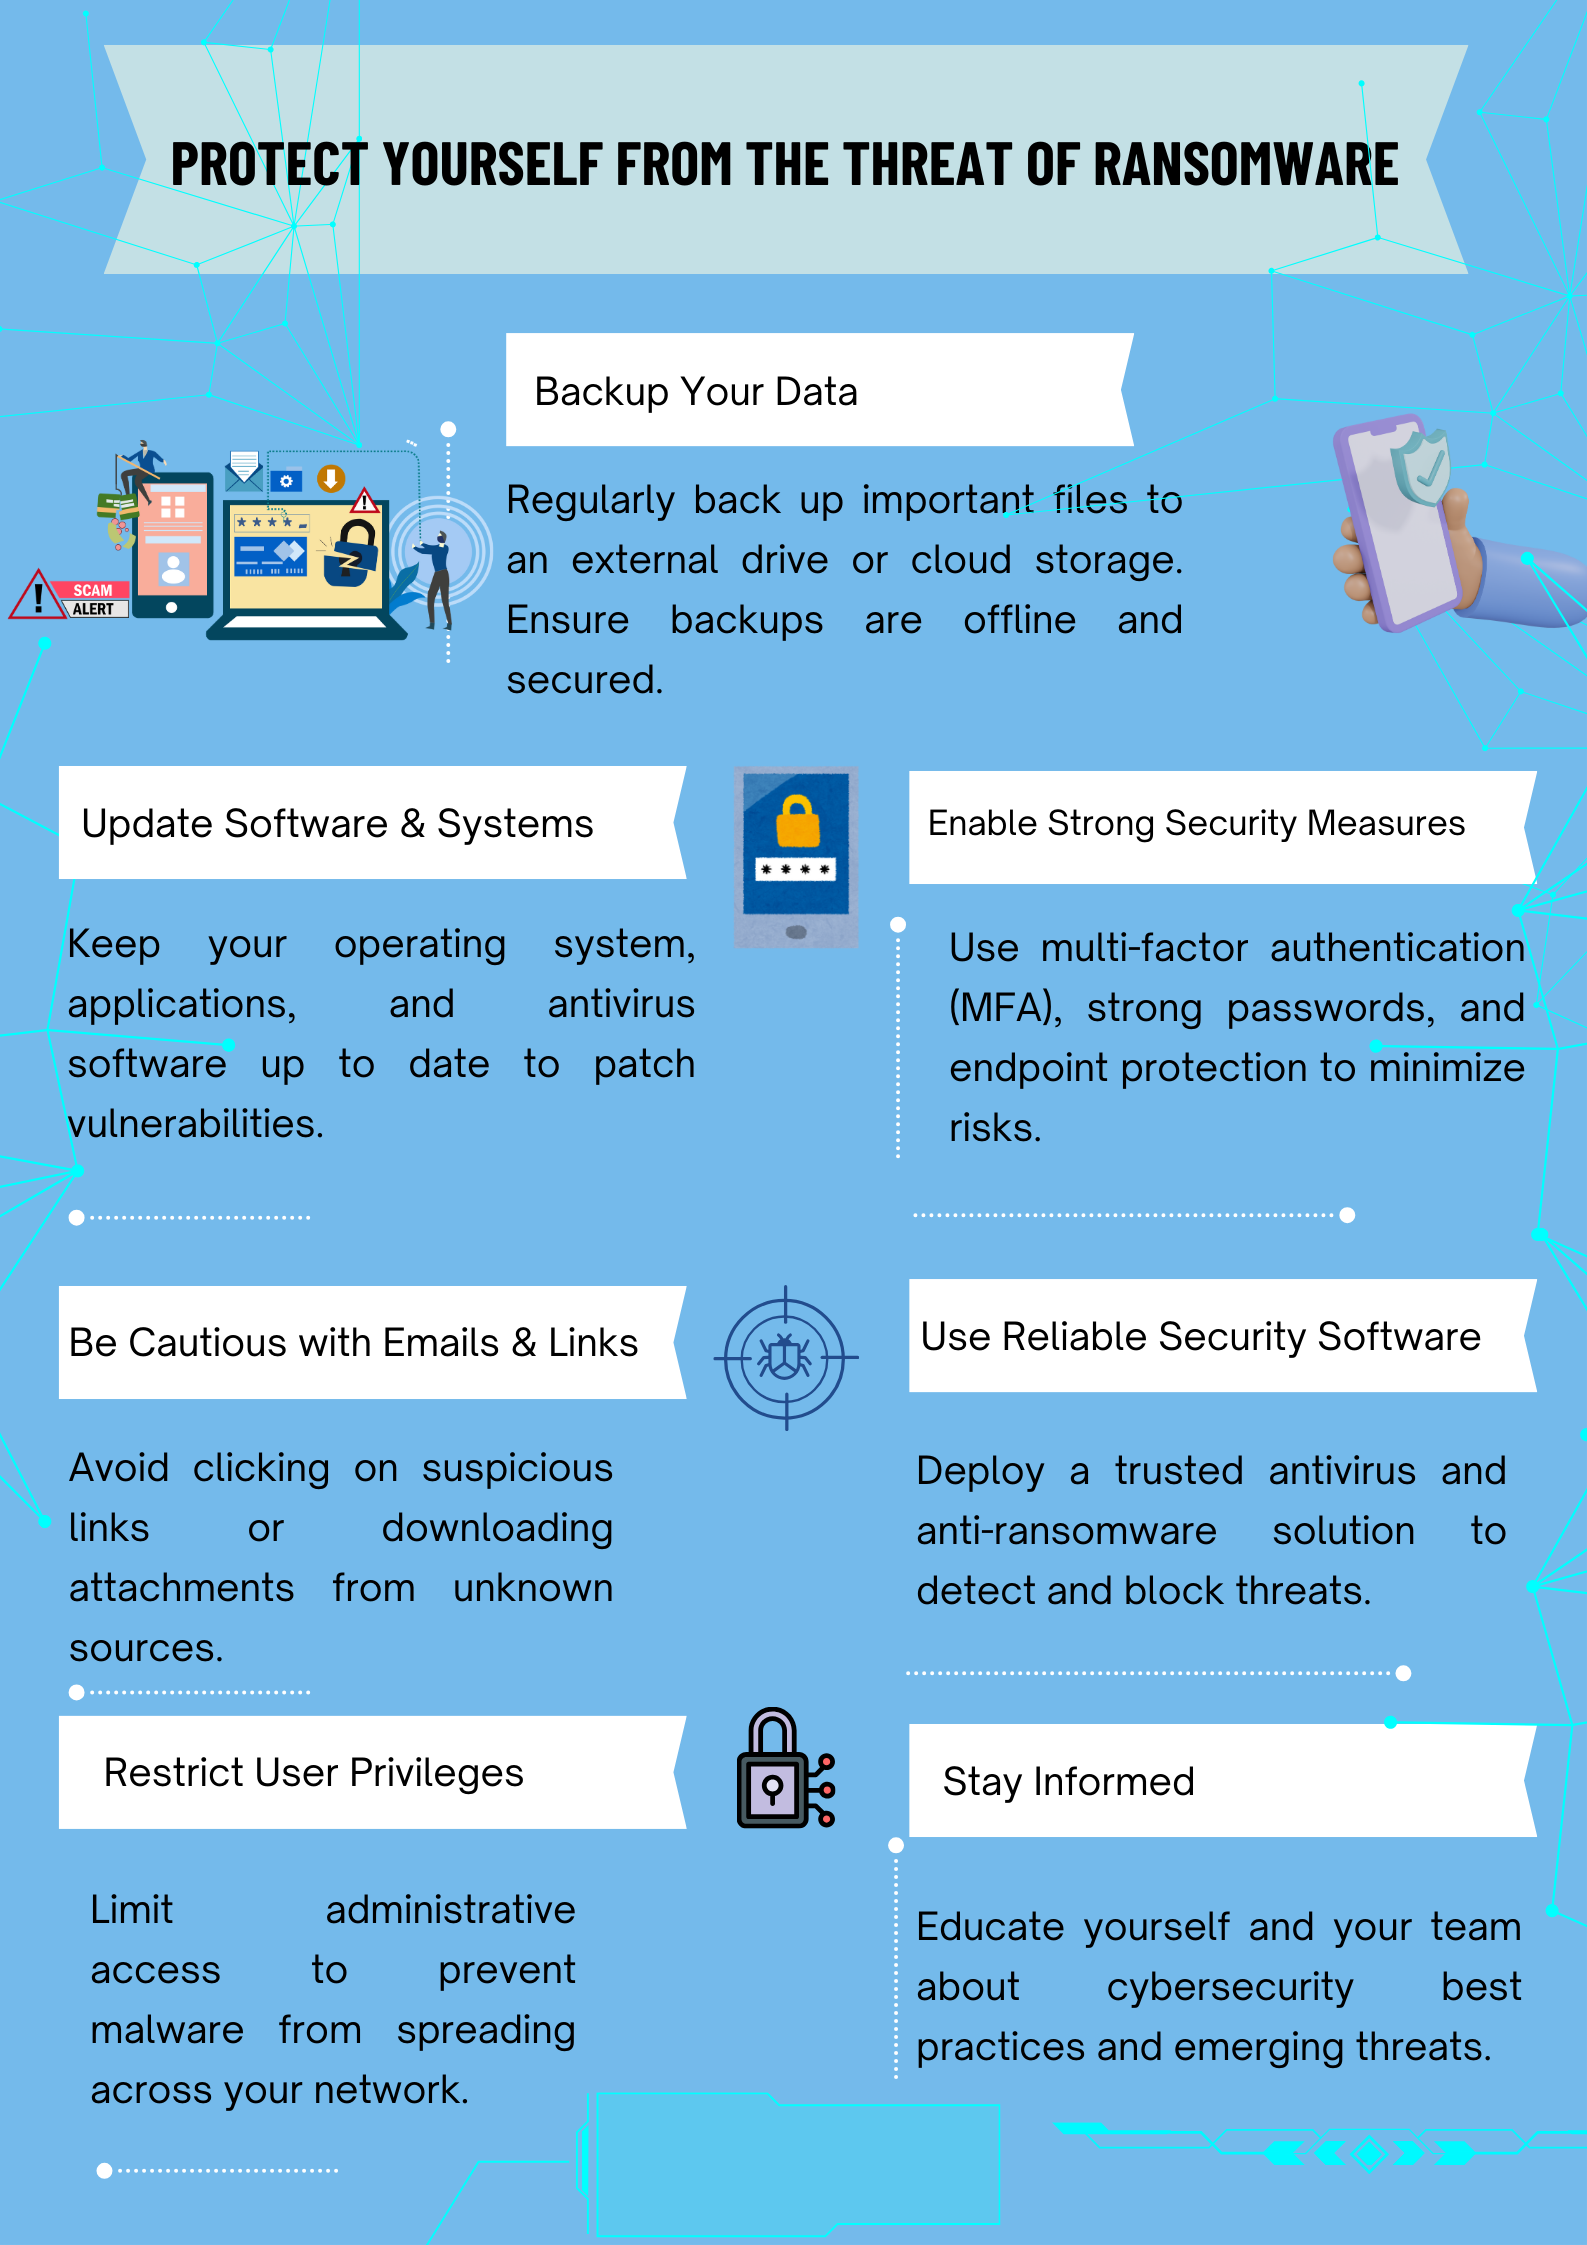 PROTECT YOURSELF FROM THE THREAT OF RANSOMWARE
Backup Your Data
Regularly back up important files to
an external drive or cloud storage.
Ensure backups are offline and
secured.
SCAM
ALERT
Update Software & Systems
Keep your operating system,
applications, and antivirus
software up to date to patch
vulnerabilities.
Enable Strong Security Measures
Use multi-factor authentication
(MFA), strong passwords, and
endpoint protection to minimize
risks.
Be Cautious with Emails & Links
Avoid clicking on suspicious
links or downloading
attachments from unknown
sources.
Use Reliable Security Software
Deploy a trusted antivirus and
anti-ransomware solution to
detect and block threats.
Restrict User Privileges
Limit administrative
access to prevent
malware from spreading
across your network.
Stay Informed
Educate yourself and your team
about cybersecurity best
practices and emerging threats.